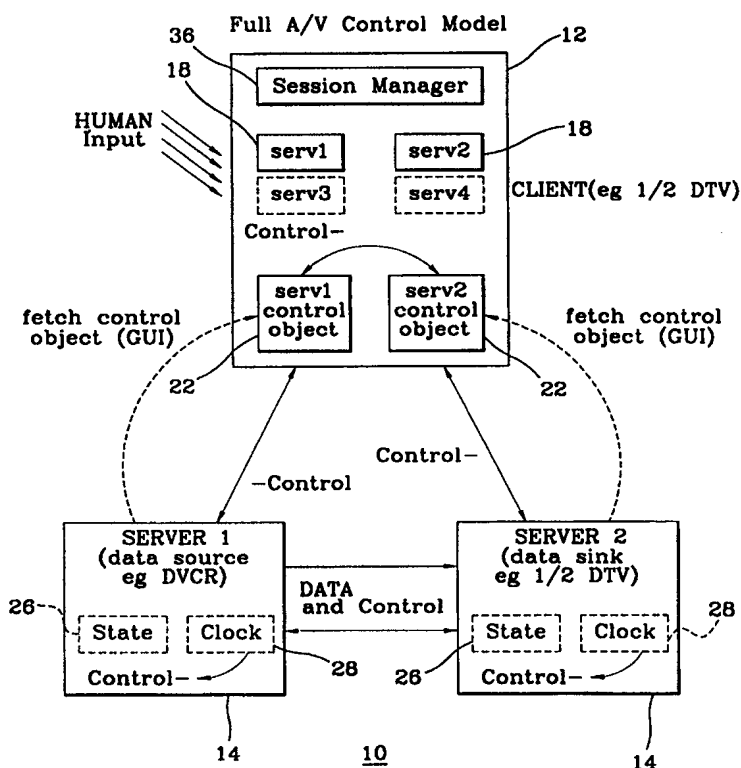 Full A/V Control Model
36
12
Session Manager
18
HUMAN
Input
serv1
serv2
18
serv3
serv4
CLIENT(eg 1/2 DTV)
Control-
serv1
control
object
serv2
control
object
fetch control
object (GUI)
fetch control
object (GUI)
22
22
Control-
-Control
SERVER 1
(data source
eg DVCR)
SERVER 2
(data sink
eg 1/2 DTV)
DATA
and Control
26
State
Clock
State
Clock
28
Control-
28
26
Control-
14
10
14